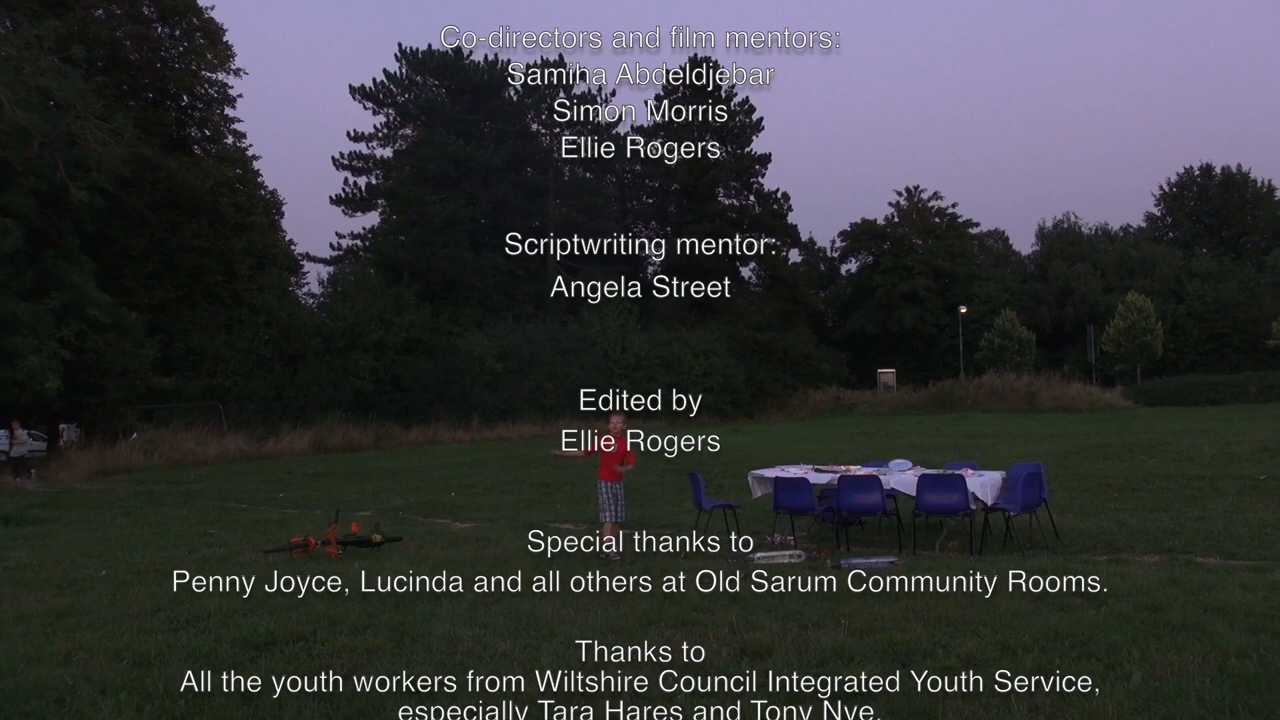 Co-directors and film mentors:
Samiha Abdeldjebar
Simon Morris
Ellie Rogers
Scriptwriting mentor:
Angela Street
Edited by
Ellie Rogers
Special thanks to
Penny Joyce, Lucinda and all others at Old Sarum Community Rooms.
Thanks to
All the youth workers from Wiltshire Council Integrated Youth Service,
especially Tara Hares and Tony Nye.